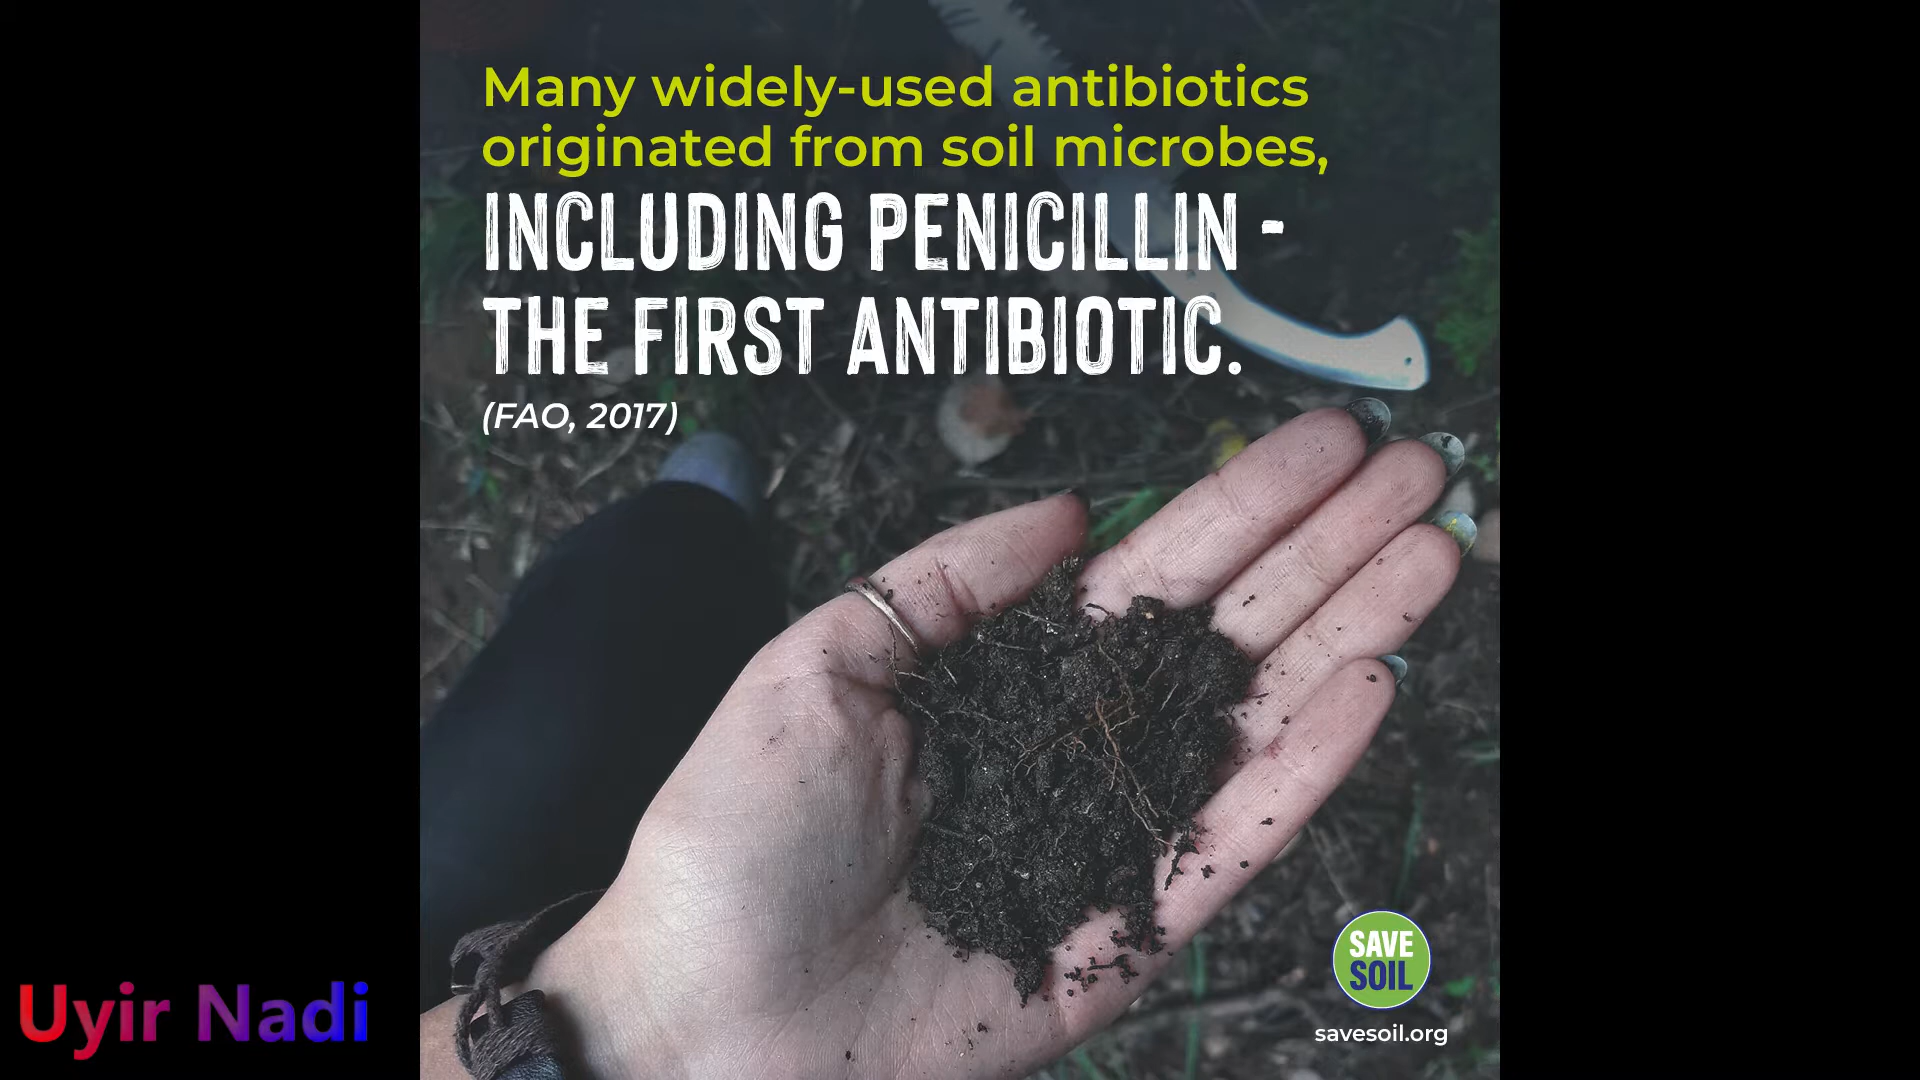 Many widely-used antibiotics
originated from soil microbes,
INCLUDING PENICILLIN -
THE FIRST ANTIBIOTIC.
(FAO, 2017)
SAVE
SOIL
savesoil.org
Uyir Nadi